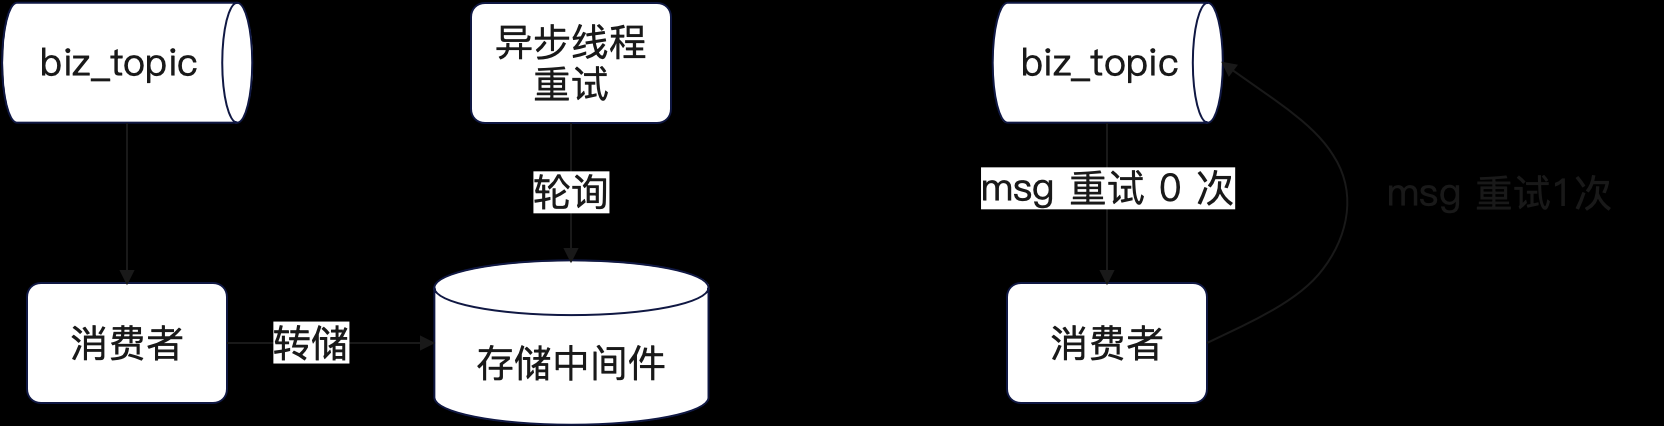 biz_topic
异步线程
重试
轮询
消费者
转储
存储中间件
biz_topic
msg 重试 0 次
msg 重试1次
消费者